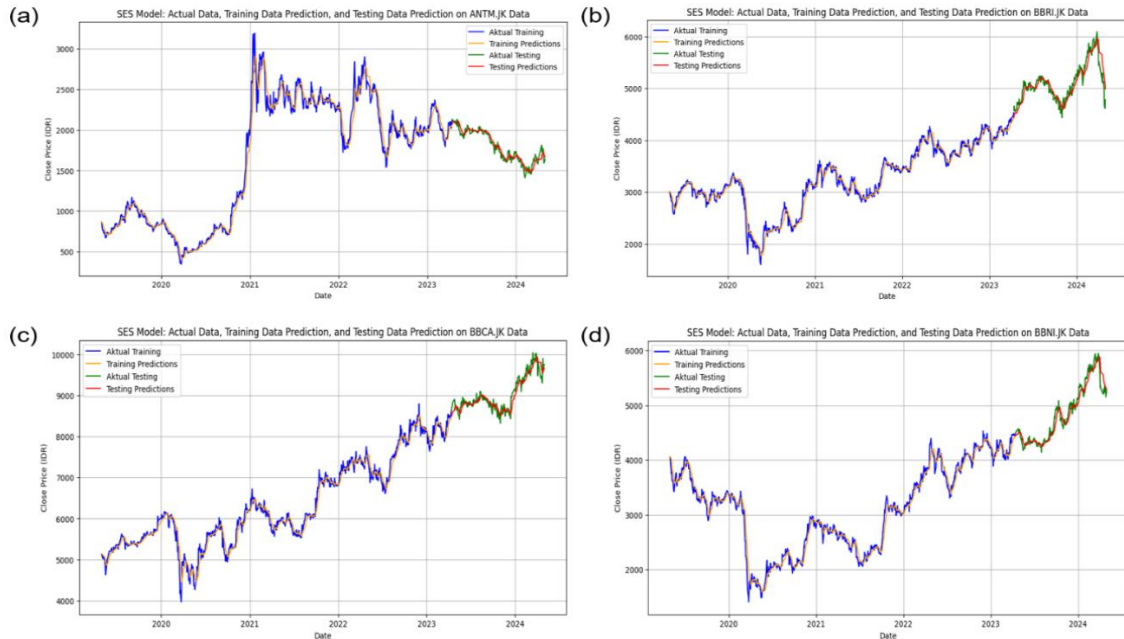 (a)
SES Model: Actual Data, Training Data Prediction, and Testing Data Prediction on ANTM.JK Data
Aktual Training
Training Predictions
Aktual Testing
Testing Predictions
Close Price (IDR)
3000
2500
2000
1500
1000
500
2020
2021
2022
2023
2024
Date
(b)
SES Model: Actual Data, Training Data Prediction, and Testing Data Prediction on BBRI.JK Data
Aktual Training
Training Predictions
Aktual Testing
Testing Predictions
Close Price (IDR)
6000
5000
4000
3000
2000
2020
2021
2022
2023
2024
Date
(c)
SES Model: Actual Data, Training Data Prediction, and Testing Data Prediction on BBCA.JK Data
Aktual Training
Training Predictions
Aktual Testing
Testing Predictions
Close Price (IDR)
10000
9000
8000
7000
6000
5000
4000
2020
2021
2022
2023
2024
Date
(d)
SES Model: Actual Data, Training Data Prediction, and Testing Data Prediction on BBNI.JK Data
Aktual Training
Training Predictions
Aktual Testing
Testing Predictions
Close Price (IDR)
6000
5000
4000
3000
2000
2020
2021
2022
2023
2024
Date